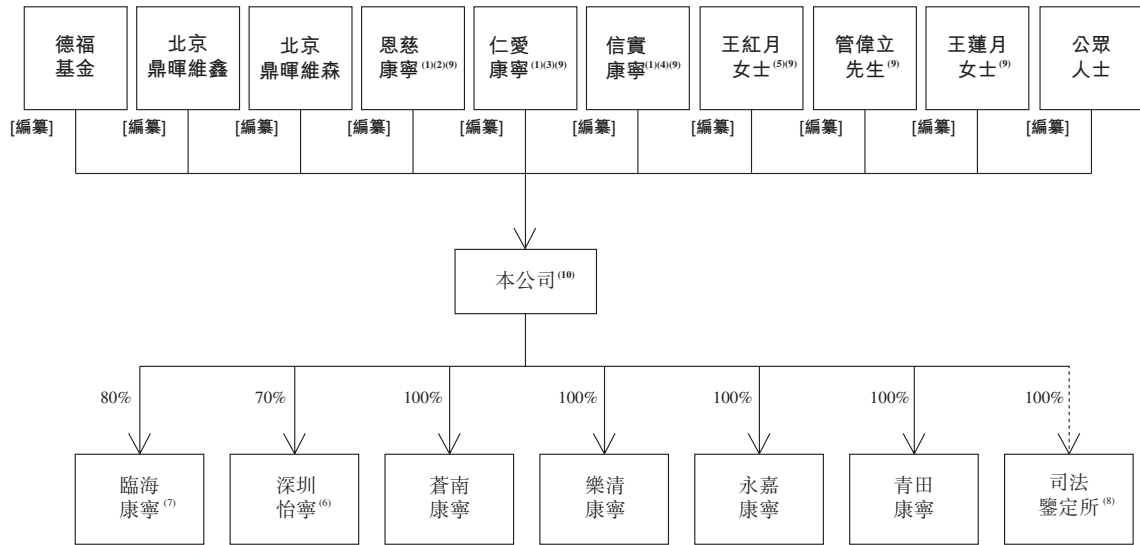 德福
基金
北京
鼎暉維鑫
北京
鼎暉維森
恩慈
康寧(1)(2)(9)
仁愛
康寧(1)(3)(9)
信實
康寧(1)(4)(9)
王紅月
女士(5)(9)
管偉立
先生(9)
王蓮月
女士(9)
公眾
人士
[編纂]
[編纂]
[編纂]
[編纂]
[編纂]
[編纂]
[編纂]
[編纂]
[編纂]
[編纂]
本公司(10)
80%
70%
100%
100%
100%
100%
100%
臨海
康寧(7)
深圳
怡寧(6)
蒼南
康寧
樂清
康寧
永嘉
康寧
青田
康寧
司法
鑒定所(8)